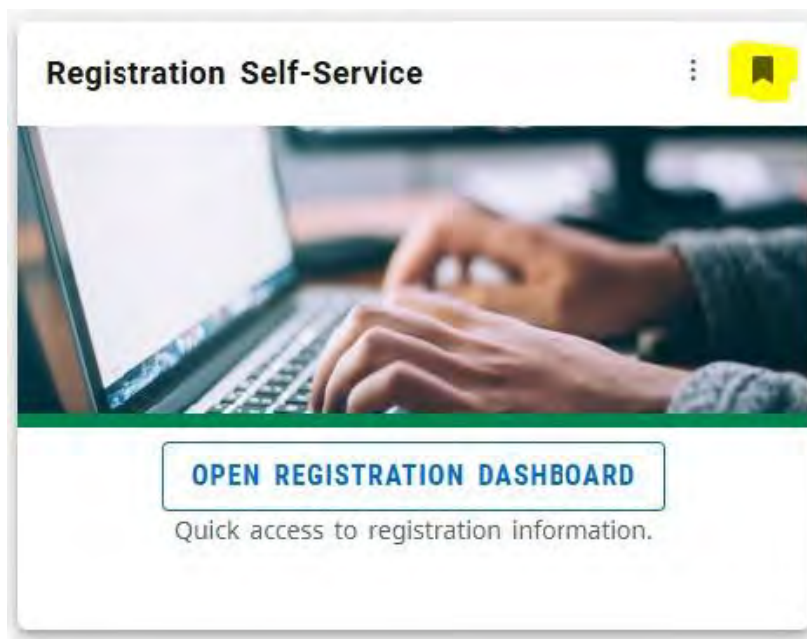 Registration Self-Service
OPEN REGISTRATION DASHBOARD
Quick access to registration information.